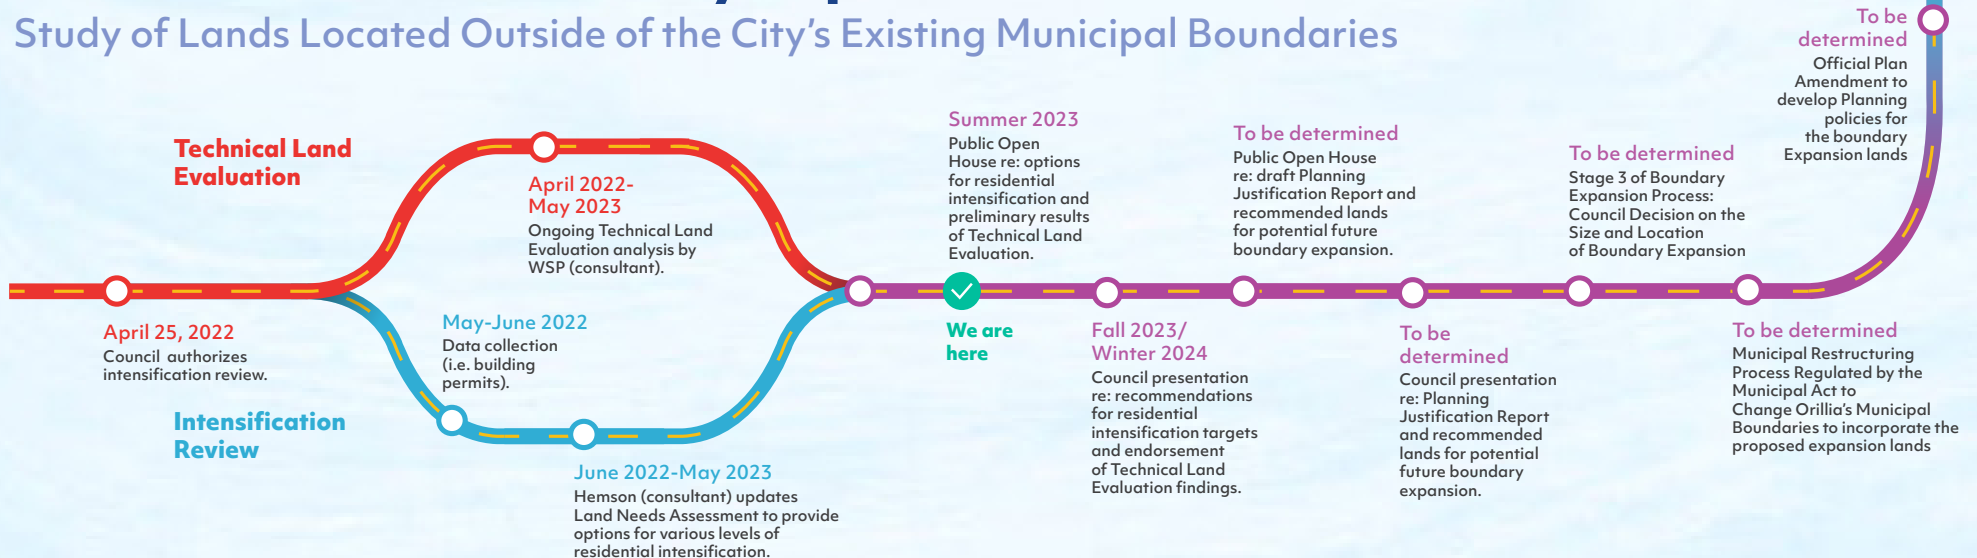 Study of Lands Located Outside of the City's Existing Municipal Boundaries
Technical Land
Evaluation
April 25, 2022
Council authorizes
intensification review.
Intensification
Review
April 2022-
May 2023
Ongoing Technical Land
Evaluation analysis by
WSP (consultant).
May-June 2022
Data collection
(i.e. building
permits).
June 2022-May 2023
Hemson (consultant) updates
Land Needs Assessment to provide
options for various levels of
residential intensification.
Summer 2023
Public Open
House re: options
for residential
intensification and
preliminary results
of Technical Land
Evaluation.
We are
here
Fall 2023/
Winter 2024
Council presentation
re: recommendations
for residential
intensification targets
and endorsement
of Technical Land
Evaluation findings.
To be determined
Public Open House
re: draft Planning
Justification Report and
recommended lands
for potential future
boundary expansion.
To be
determined
Council presentation
re: Planning
Justification Report
and recommended
lands for potential
future boundary
expansion.
To be determined
Stage 3 of Boundary
Expansion Process:
Council Decision on the
Size and Location
of Boundary Expansion
To be determined
Municipal Restructuring
Process Regulated by the
Municipal Act to
Change Orillia's Municipal
Boundaries to incorporate the
proposed expansion lands
To be
determined
Official Plan
Amendment to
develop Planning
policies for
the boundary
Expansion lands